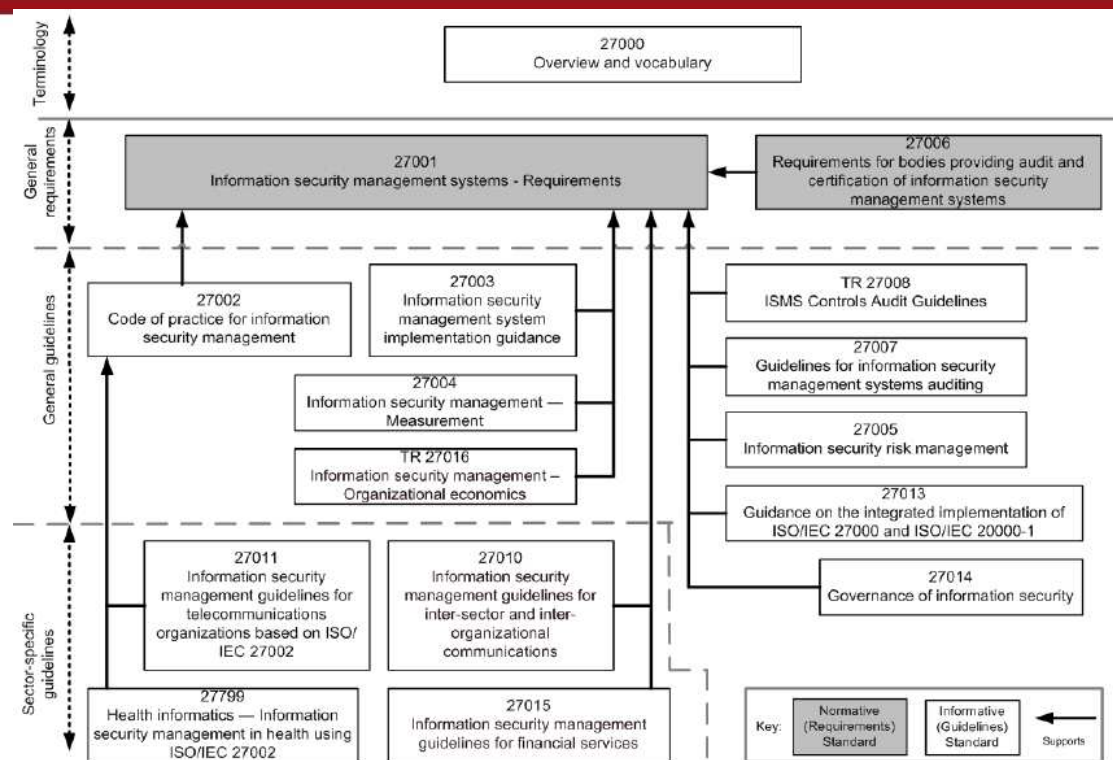 Terminology
27000
Overview and vocabulary
General
requirements
27001
Information security management systems - Requirements
27006
Requirements for bodies providing audit and
certification of information security
management systems
General guidelines
27002
Code of practice for information
security management
27003
Information security
management system
implementation guidance
27004
Information security management —
Measurement
TR 27016
Information security management –
Organizational economics
TR 27008
ISMS Controls Audit Guidelines
27007
Guidelines for information security
management systems auditing
27005
Information security risk management
27013
Guidance on the integrated implementation of
ISO/IEC 27000 and ISO/IEC 20000-1
27014
Governance of information security
Sector-specific
guidelines
27011
Information security
management guidelines for
telecommunications
organizations based on ISO/
IEC 27002
27010
Information security
management guidelines for
inter-sector and inter-
organizational
communications
27799
Health informatics — Information
security management in health using
ISO/IEC 27002
27015
Information security management
guidelines for financial services
Key:
Normative
(Requirements)
Standard
Informative
(Guidelines)
Standard
Supports